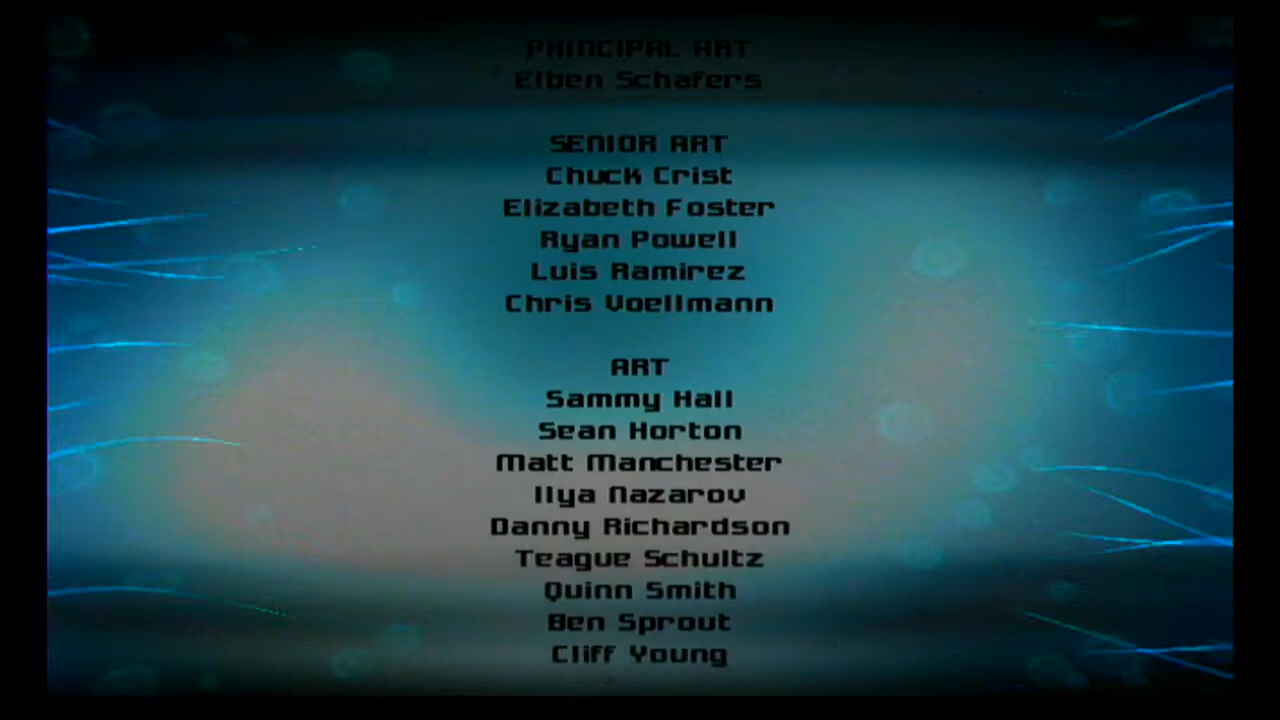 PRINCIPAL ART
Elben Schafers
SENIOR ART
Chuck Crist
Elizabeth Foster
Ryan Powell
Luis Ramirez
Chris Voellmann
ART
Sammy Hall
Sean Horton
Matt Manchester
Ilya Nazarov
Danny Richardson
Teague Schultz
Quinn Smith
Ben Sprout
Cliff Young